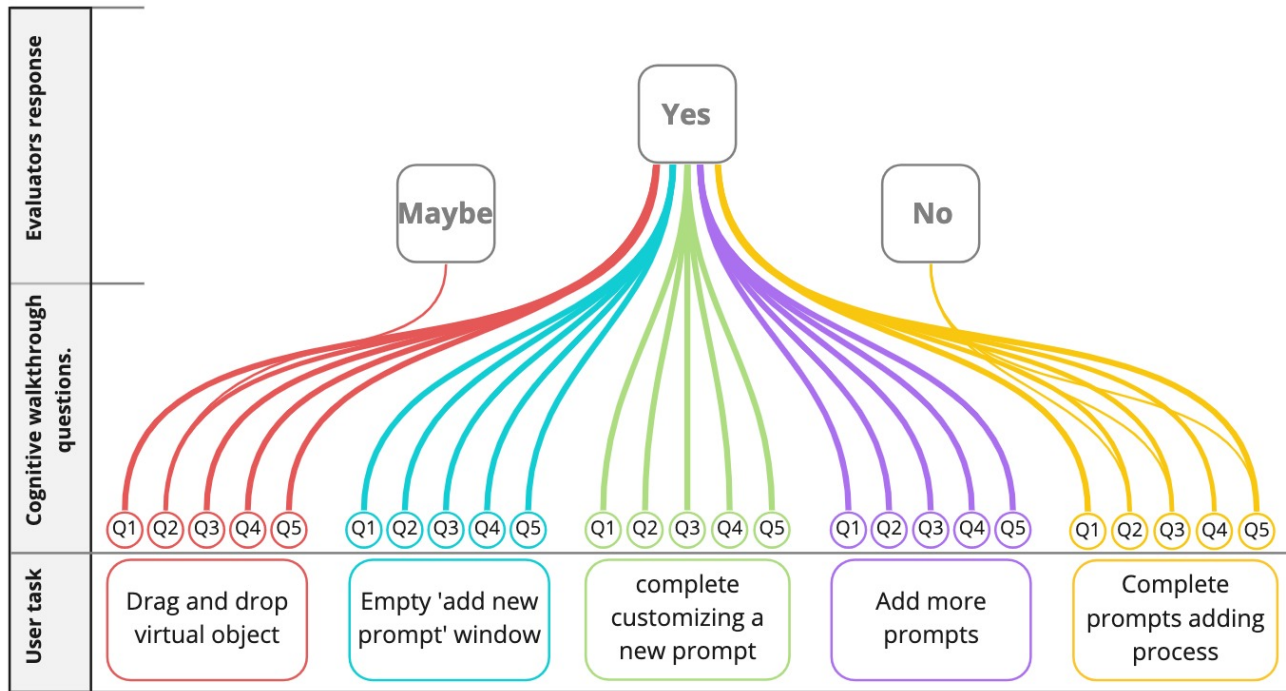 Evaluators response
Yes
Maybe
No
Cognitive walkthrough
questions.
Q1 Q2 Q3 Q4 Q5
Q1 Q2 Q3 Q4 Q5
Q1 Q2 Q3 Q4 Q5
Q1 Q2 Q3 Q4 Q5
Q1 Q2 Q3 Q4 Q5
User task
Drag and drop
virtual object
Empty 'add new
prompt' window
complete
customizing a
new prompt
Add more
prompts
Complete
prompts adding
process